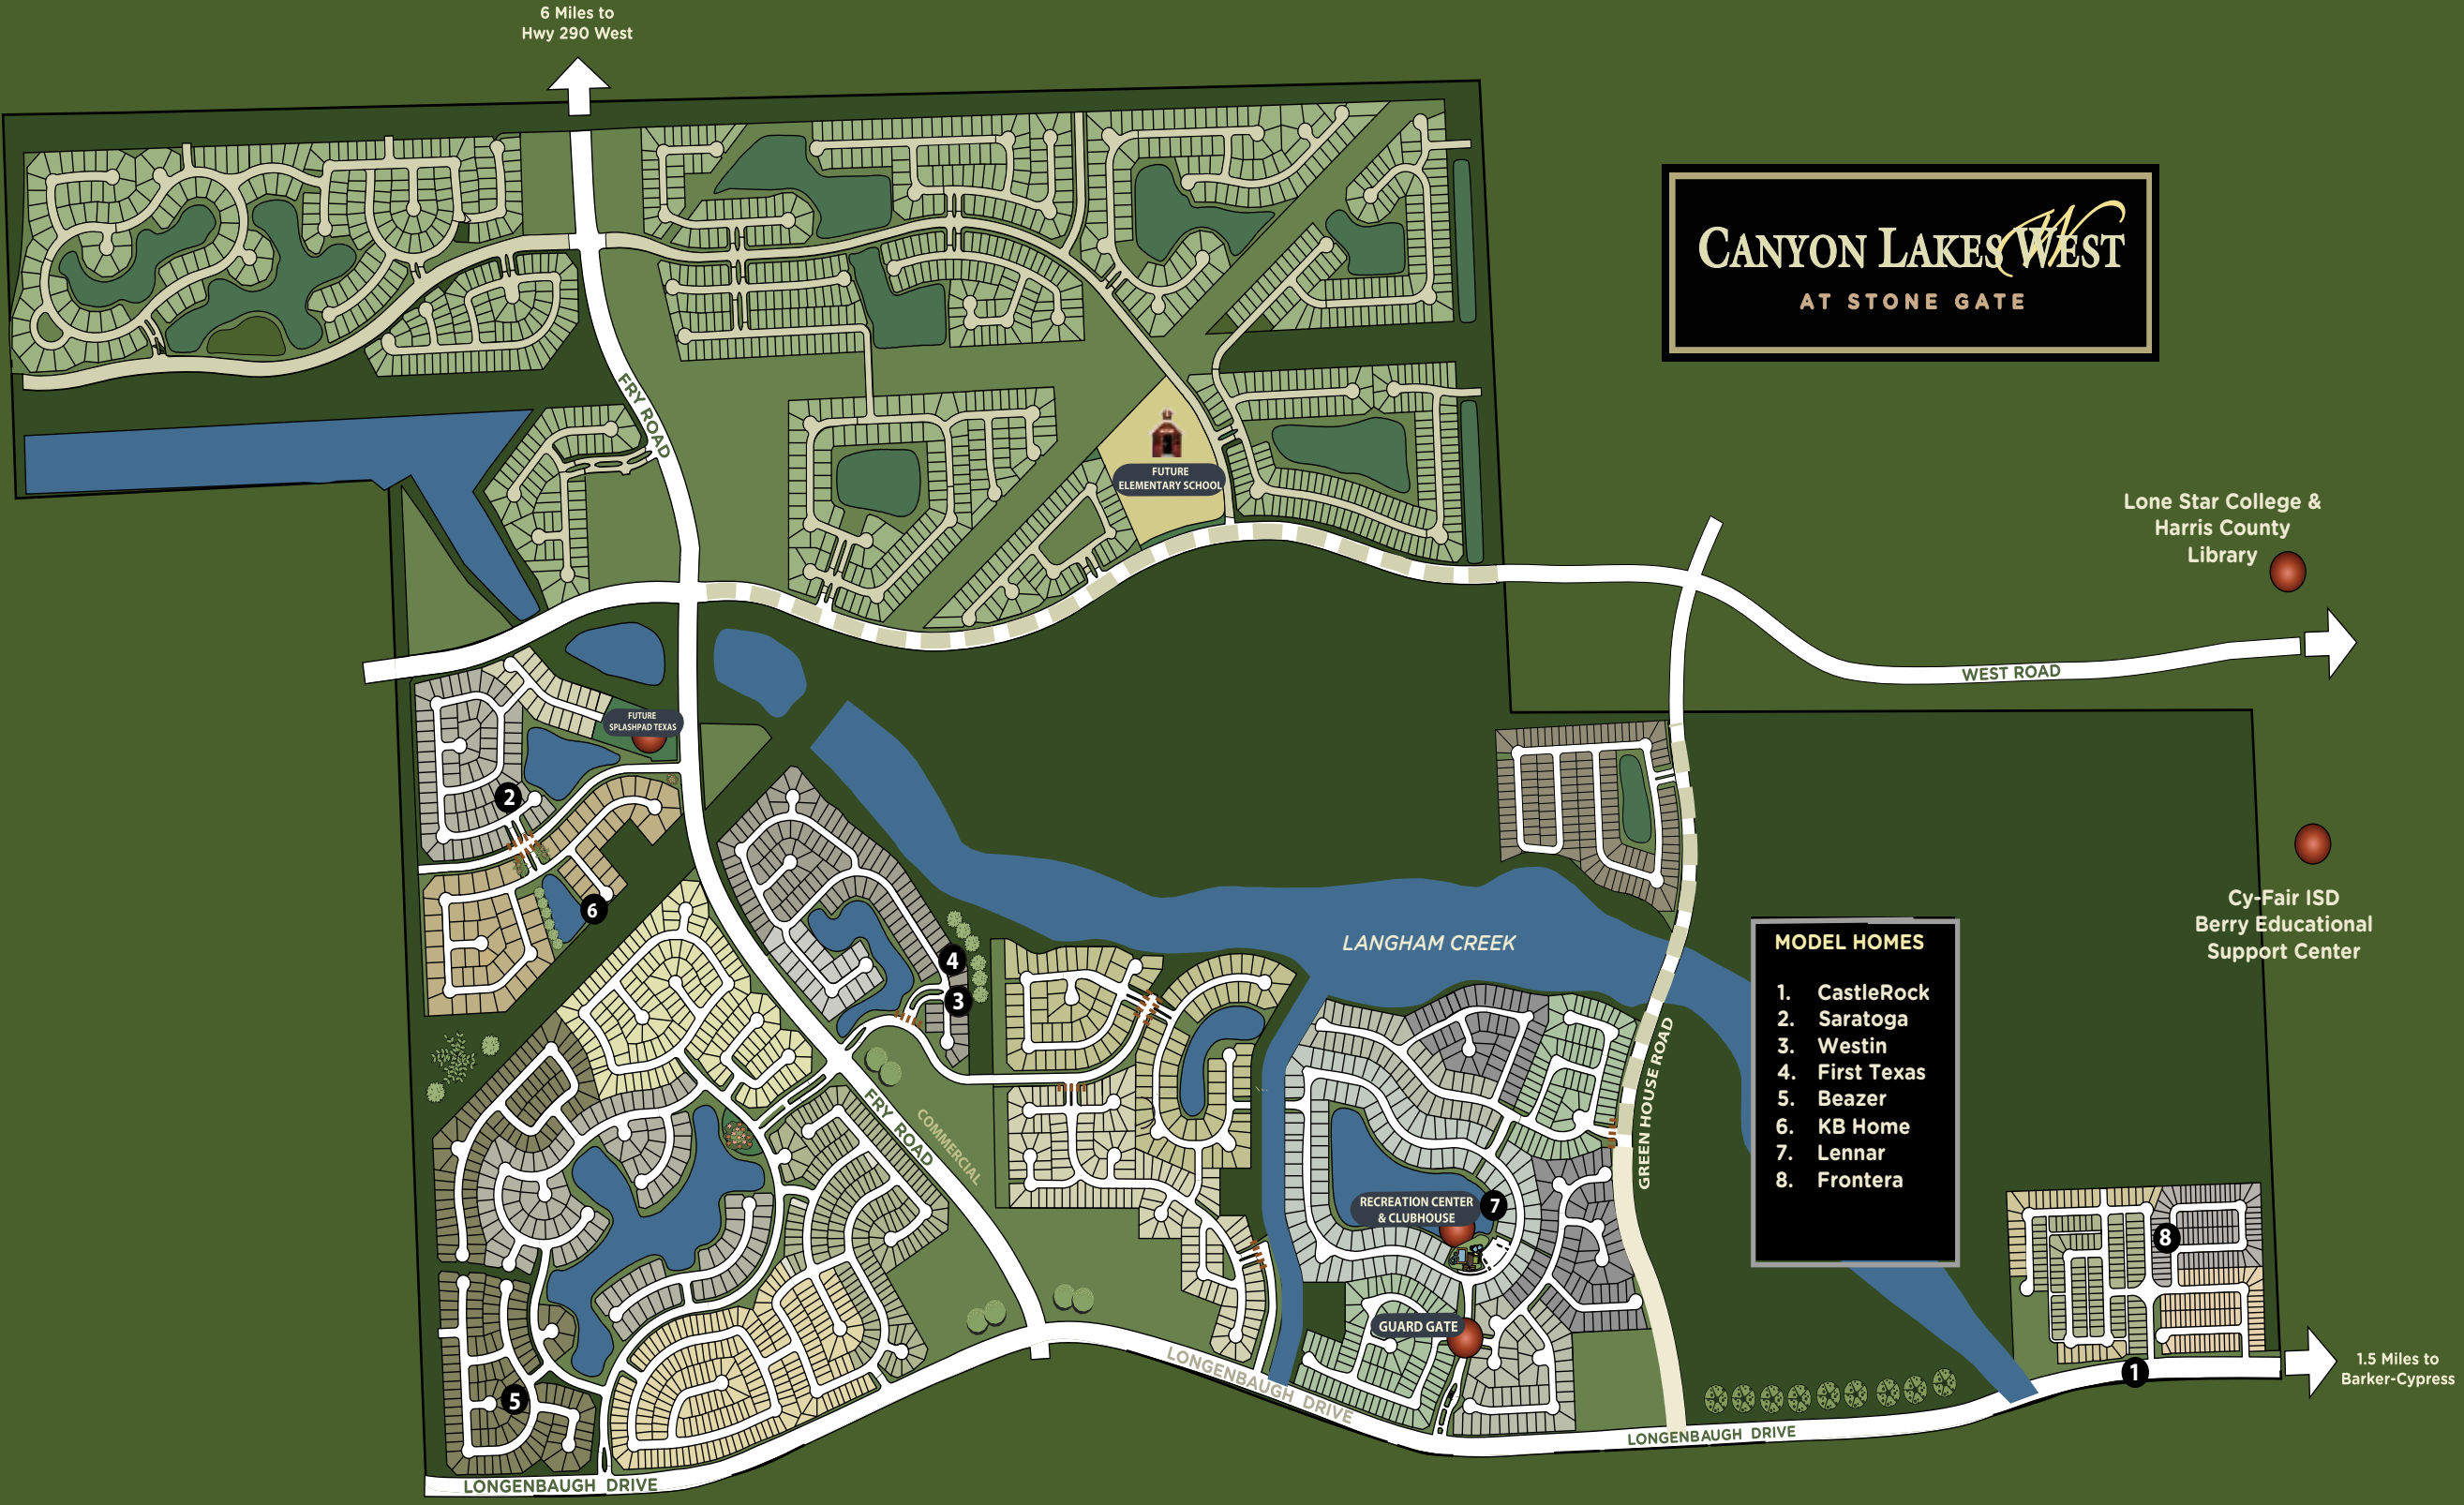 6 Miles to
Hwy 290 West
CANYON LAKES WEST
W
AT STONE GATE
FRY ROAD
FUTURE
ELEMENTARY SCHOOL
Lone Star College &
Harris County
Library
WEST ROAD
FUTURE
SPLASHPAD TEXAS
2
6
4
3
LANGHAM CREEK
Cy-Fair ISD
Berry Educational
Support Center
MODEL HOMES
1. CastleRock
2. Saratoga
3. Westin
4. First Texas
5. Beazer
6. KB Home
7. Lennar
8. Frontera
GREEN HOUSE ROAD
FRY ROAD
COMMERCIAL
RECREATION CENTER
& CLUBHOUSE
7
8
GUARD GATE
5
1
1.5 Miles to
Barker-Cypress
LONGENBAUGH DRIVE
LONGENBAUGH DRIVE
LONGENBAUGH DRIVE